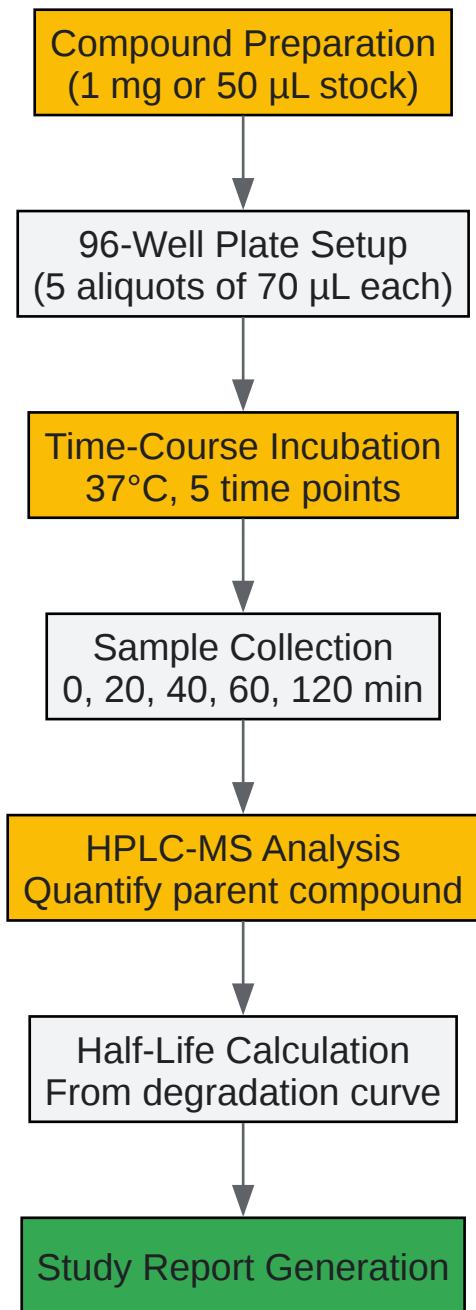 Compound Preparation
(1 mg or 50 µL stock)
96-Well Plate Setup
(5 aliquots of 70 µL each)
Time-Course Incubation
37°C, 5 time points
Sample Collection
0, 20, 40, 60, 120 min
HPLC-MS Analysis
Quantify parent compound
Half-Life Calculation
From degradation curve
Study Report Generation